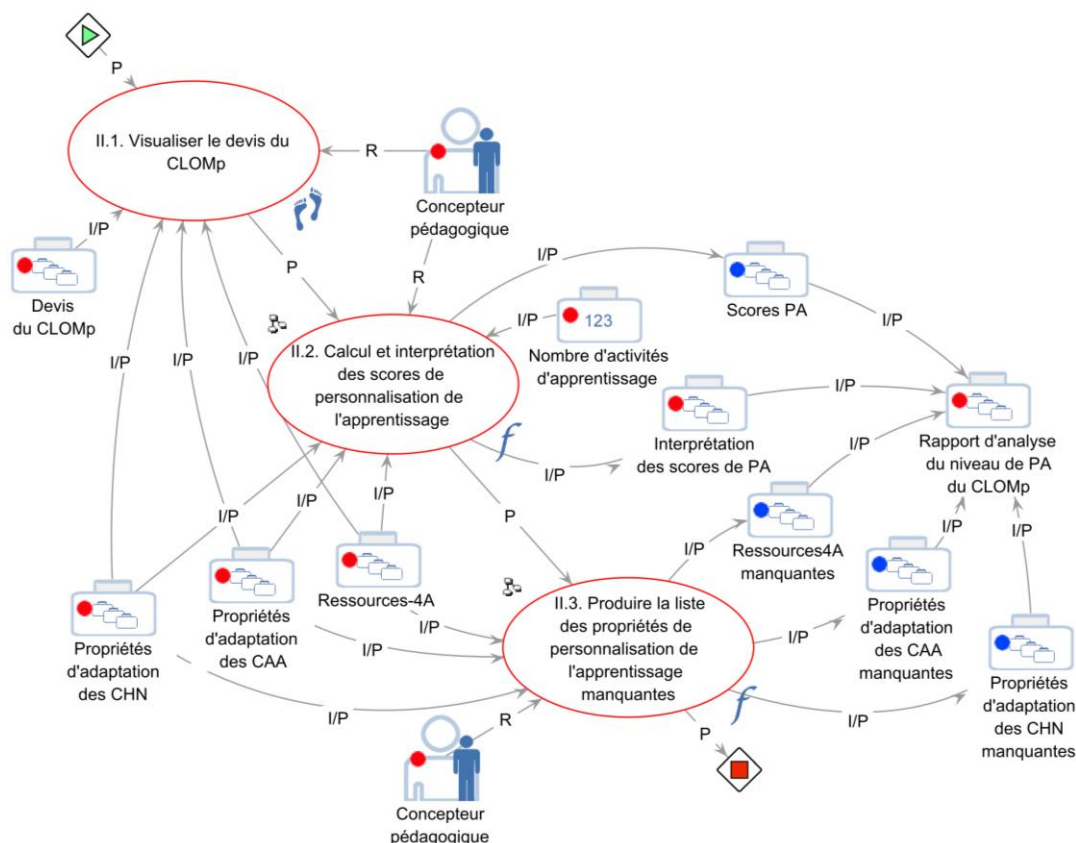 P
II.1. Visualiser le devis du
CLOMp
R
Concepteur
pédagogique
I/P
Devis
du CLOMp
P
R
I/P
Scores PA
I/P
I/P
123
Nombre d'activités
d'apprentissage
I/P
I/P
I/P
II.2. Calcul et interprétation
des scores de
personnalisation de
l'apprentissage
f
I/P
Interprétation
des scores de PA
I/P
Rapport d'analyse
du niveau de PA
du CLOMp
I/P
I/P
I/P
I/P
I/P
P
I/P
Ressources4A
manquantes
I/P
I/P
Propriétés
d'adaptation
des CHN
Propriétés
d'adaptation
des CAA
Ressources-4A
I/P
I/P
I/P
II.3. Produire la liste
des propriétés de
personnalisation de
l'apprentissage
manquantes
f
I/P
Propriétés
d'adaptation
des CAA
manquantes
I/P
Propriétés
d'adaptation
des CHN
manquantes
R
P
Concepteur
pédagogique